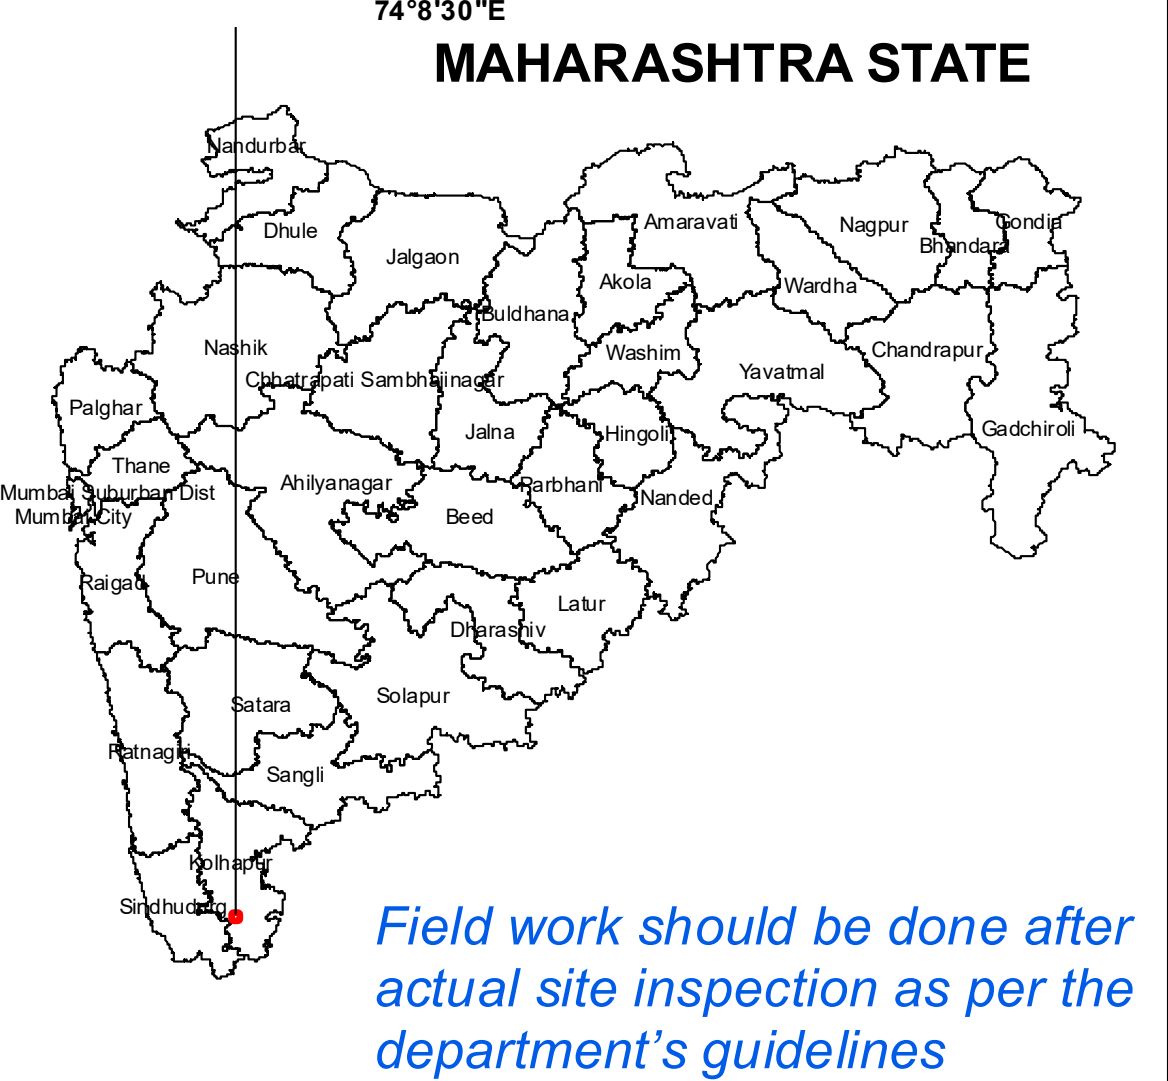 74°8'30"E
MAHARASHTRA STATE
Nandurbar
Dhule
Jalgaon
Amaravati
Nagpur
Gondia
Bhandara
Akola
Wardha
Buldhana
Nashik
Washim
Chandrapur
Chhatrapati Sambhajinagar
Yavatmal
Palghar
Jalna
Hingoli
Gadchiroli
Thane
Ahilyanagar
Parbhani
Mumbai Suburban Dist
Nanded
Mumbai City
Beed
Raigad
Pune
Latur
Dharashiv
Solapur
Satara
Ratnagiri
Sangli
Kolhapur
Sindhudurg
Field work should be done after
actual site inspection as per the
department’s guidelines